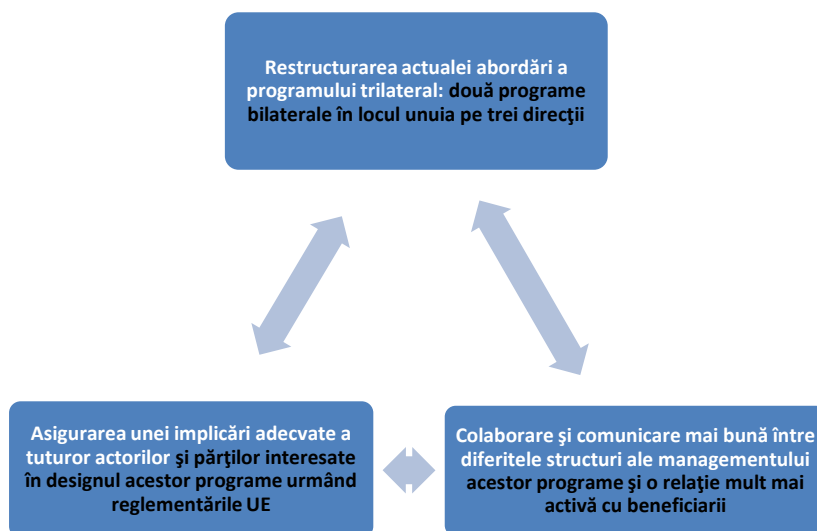 Restructurarea actualei abordări a
programului trilateral: două programe
bilaterale în locul unuia pe trei direcţii
Asigurarea unei implicări adecvate a
tuturor actorilor şi părţilor interesate
în designul acestor programe urmând
reglementările UE
Colaborare şi comunicare mai bună între
diferitele structuri ale managementului
acestor programe şi o relaţie mult mai
activă cu beneficiarii